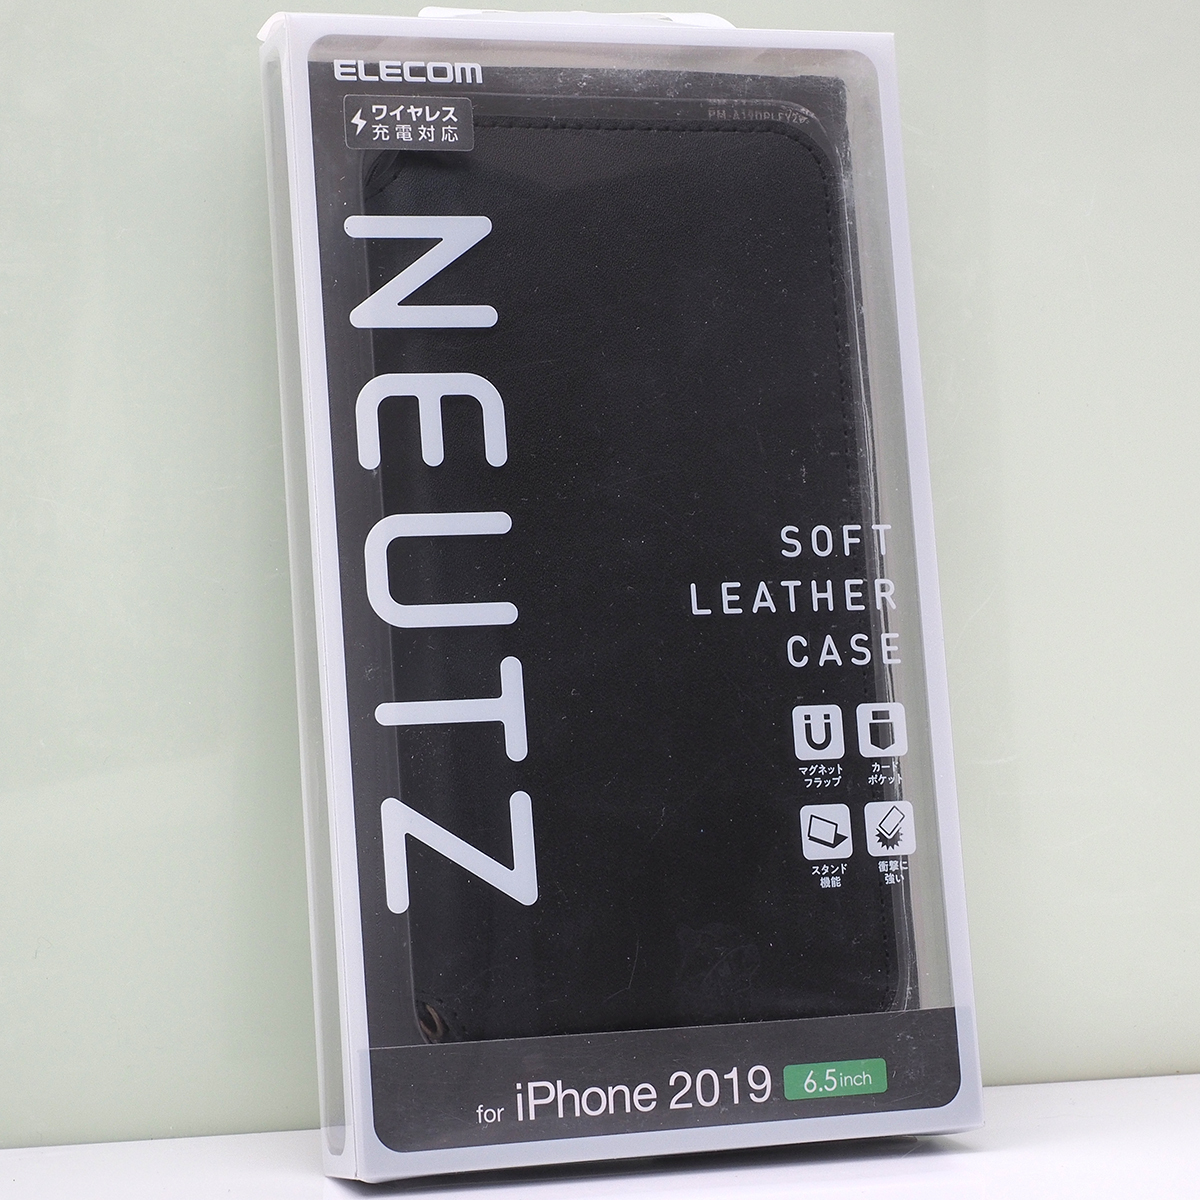 ELECOM
ワイヤレス
充電対応
NEUTZ
SOFT
LEATHER
CASE
マグネット
フラップ
カード
ポケット
スタンド
機能
衝撃に
強い
for iPhone 2019 6.5inch